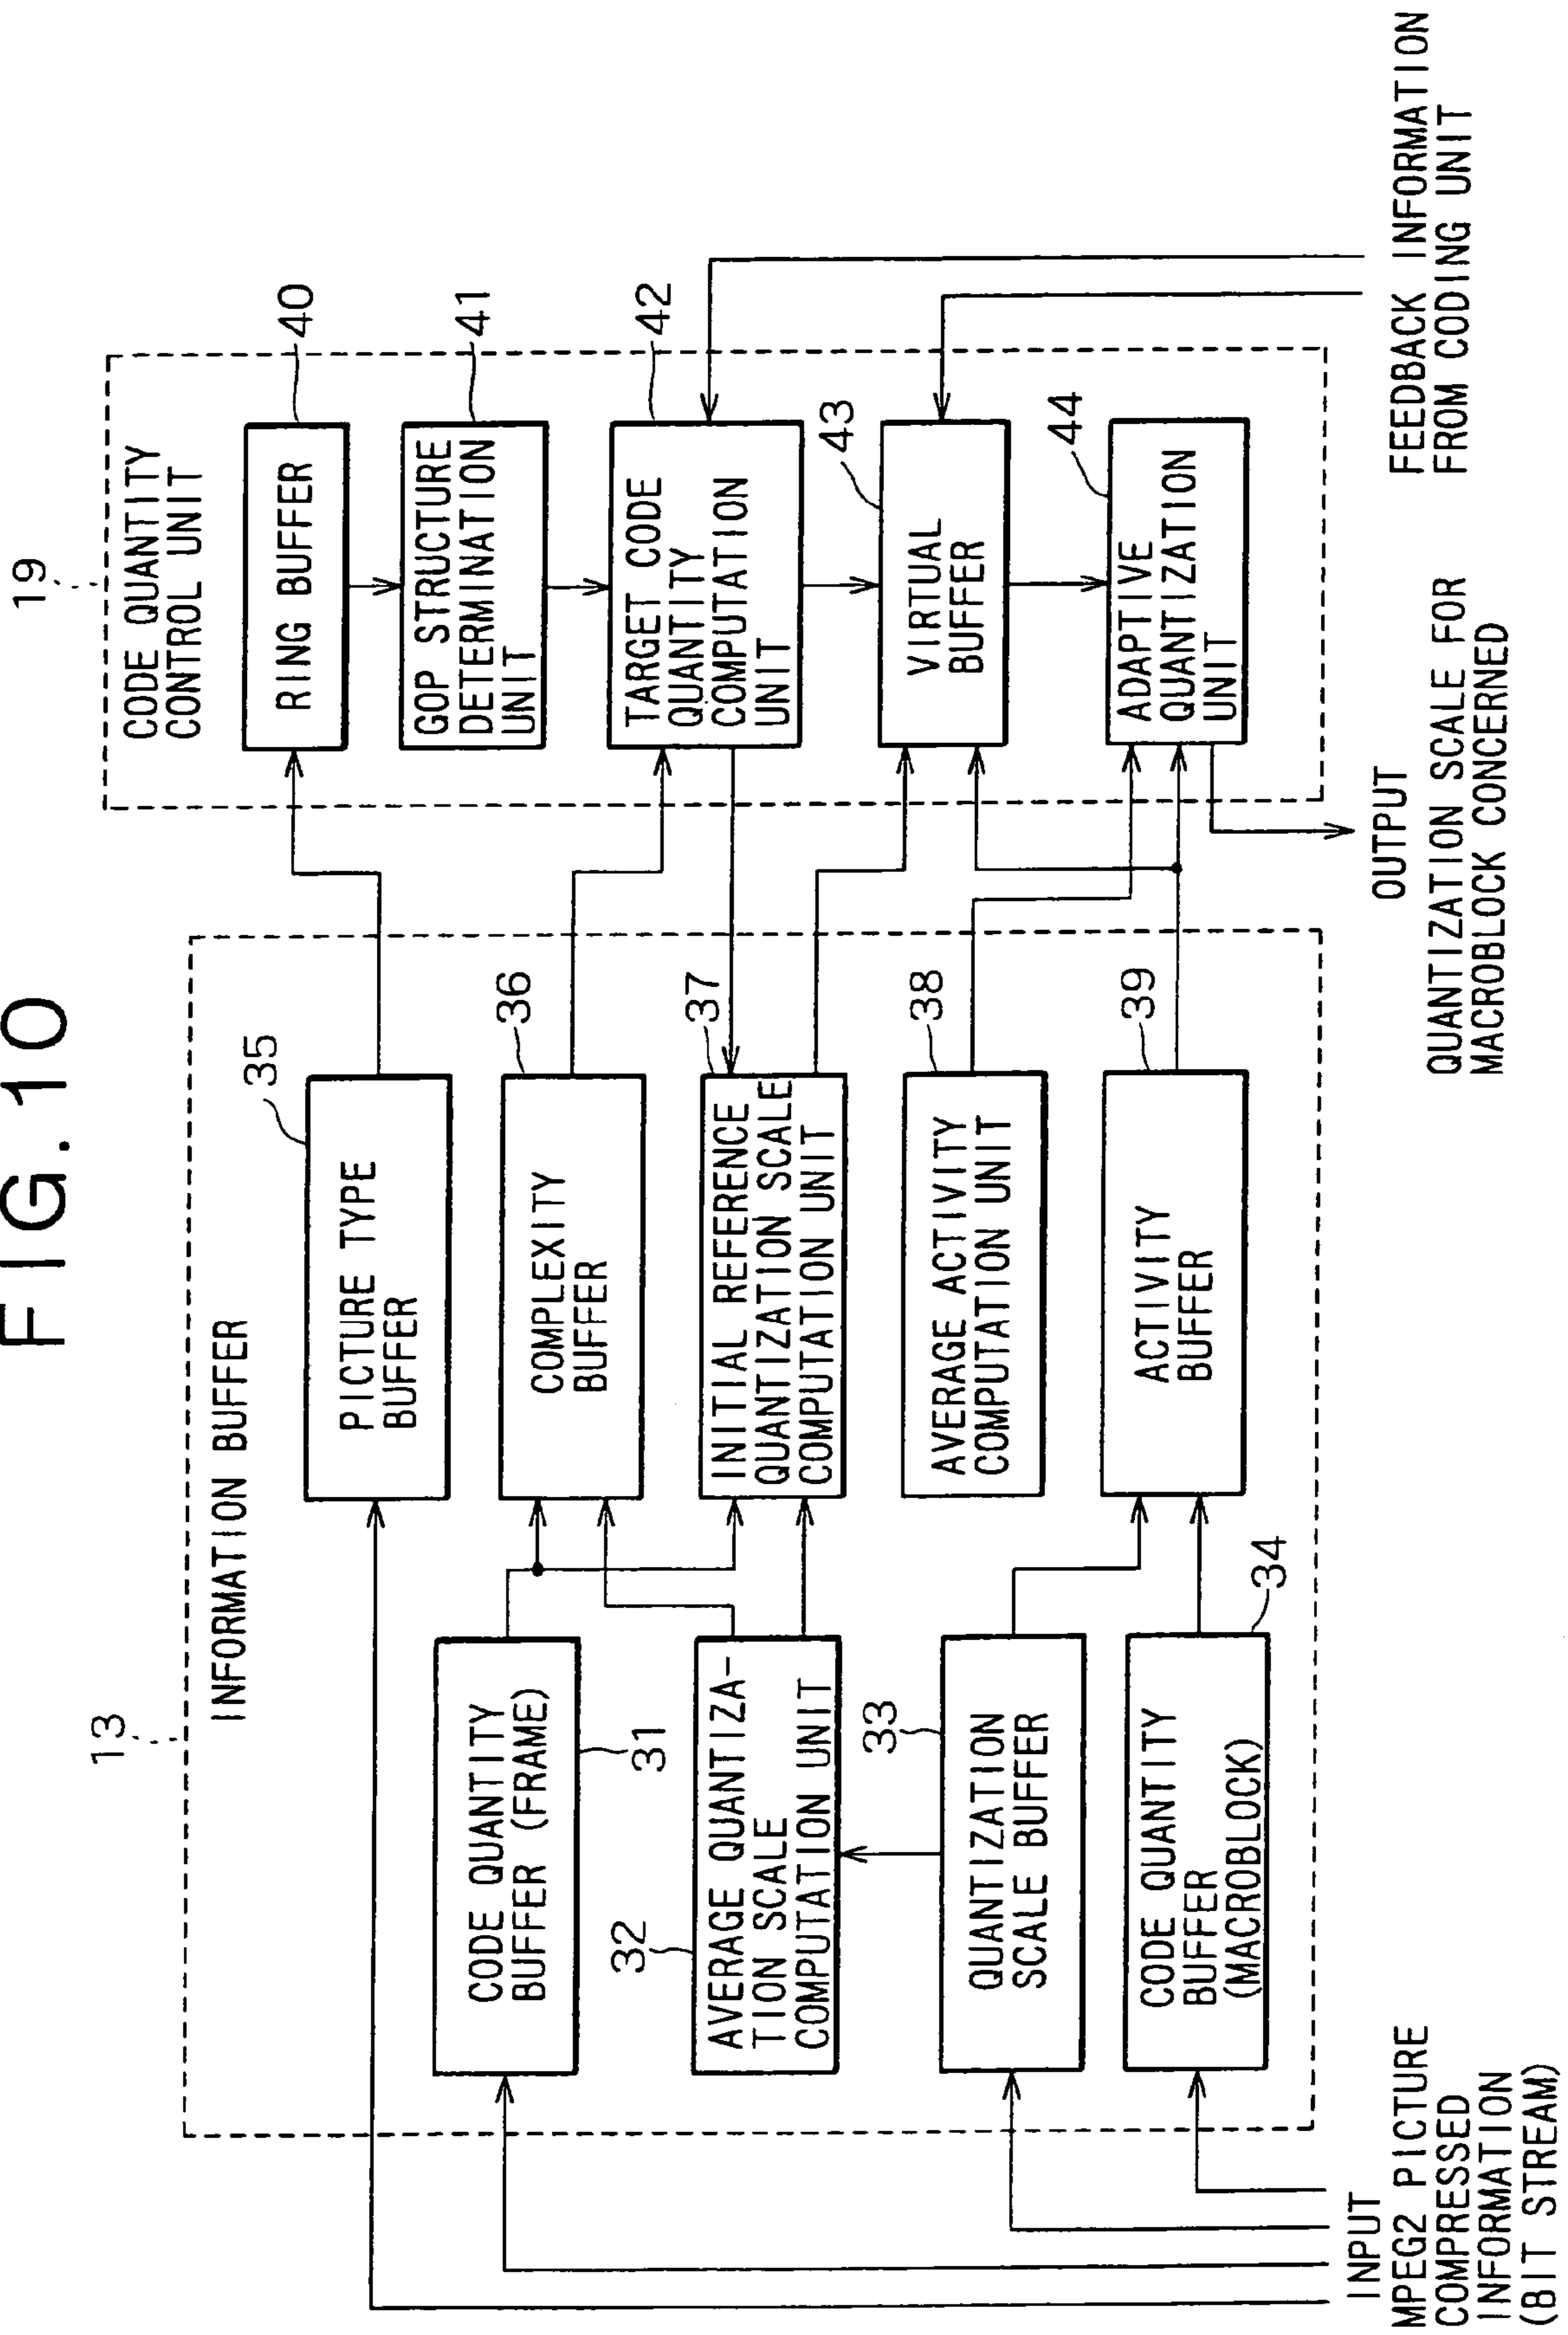 FIG. 10
13
INFORMATION BUFFER
35
PICTURE TYPE
BUFFER
CODE QUANTITY
BUFFER (FRAME)
31
36
COMPLEXITY
BUFFER
32
AVERAGE QUANTIZA-
TION SCALE
COMPUTATION UNIT
37
INITIAL REFERENCE
QUANTIZATION SCALE
COMPUTATION UNIT
33
QUANTIZATION
SCALE BUFFER
38
AVERAGE ACTIVITY
COMPUTATION UNIT
34
CODE QUANTITY
BUFFER
(MACROBLOCK)
39
ACTIVITY
BUFFER
19
CODE QUANTITY
CONTROL UNIT
40
RING BUFFER
41
GOP STRUCTURE
DETERMINATION
UNIT
42
TARGET CODE
QUANTITY
COMPUTATION
UNIT
43
VIRTUAL
BUFFER
44
ADAPTIVE
QUANTIZATION
UNIT
INPUT
MPEG2 PICTURE
COMPRESSED
INFORMATION
(BIT STREAM)
OUTPUT
QUANTIZATION SCALE FOR
MACROBLOCK CONCERNED
FEEDBACK INFORMATION
FROM CODING UNIT